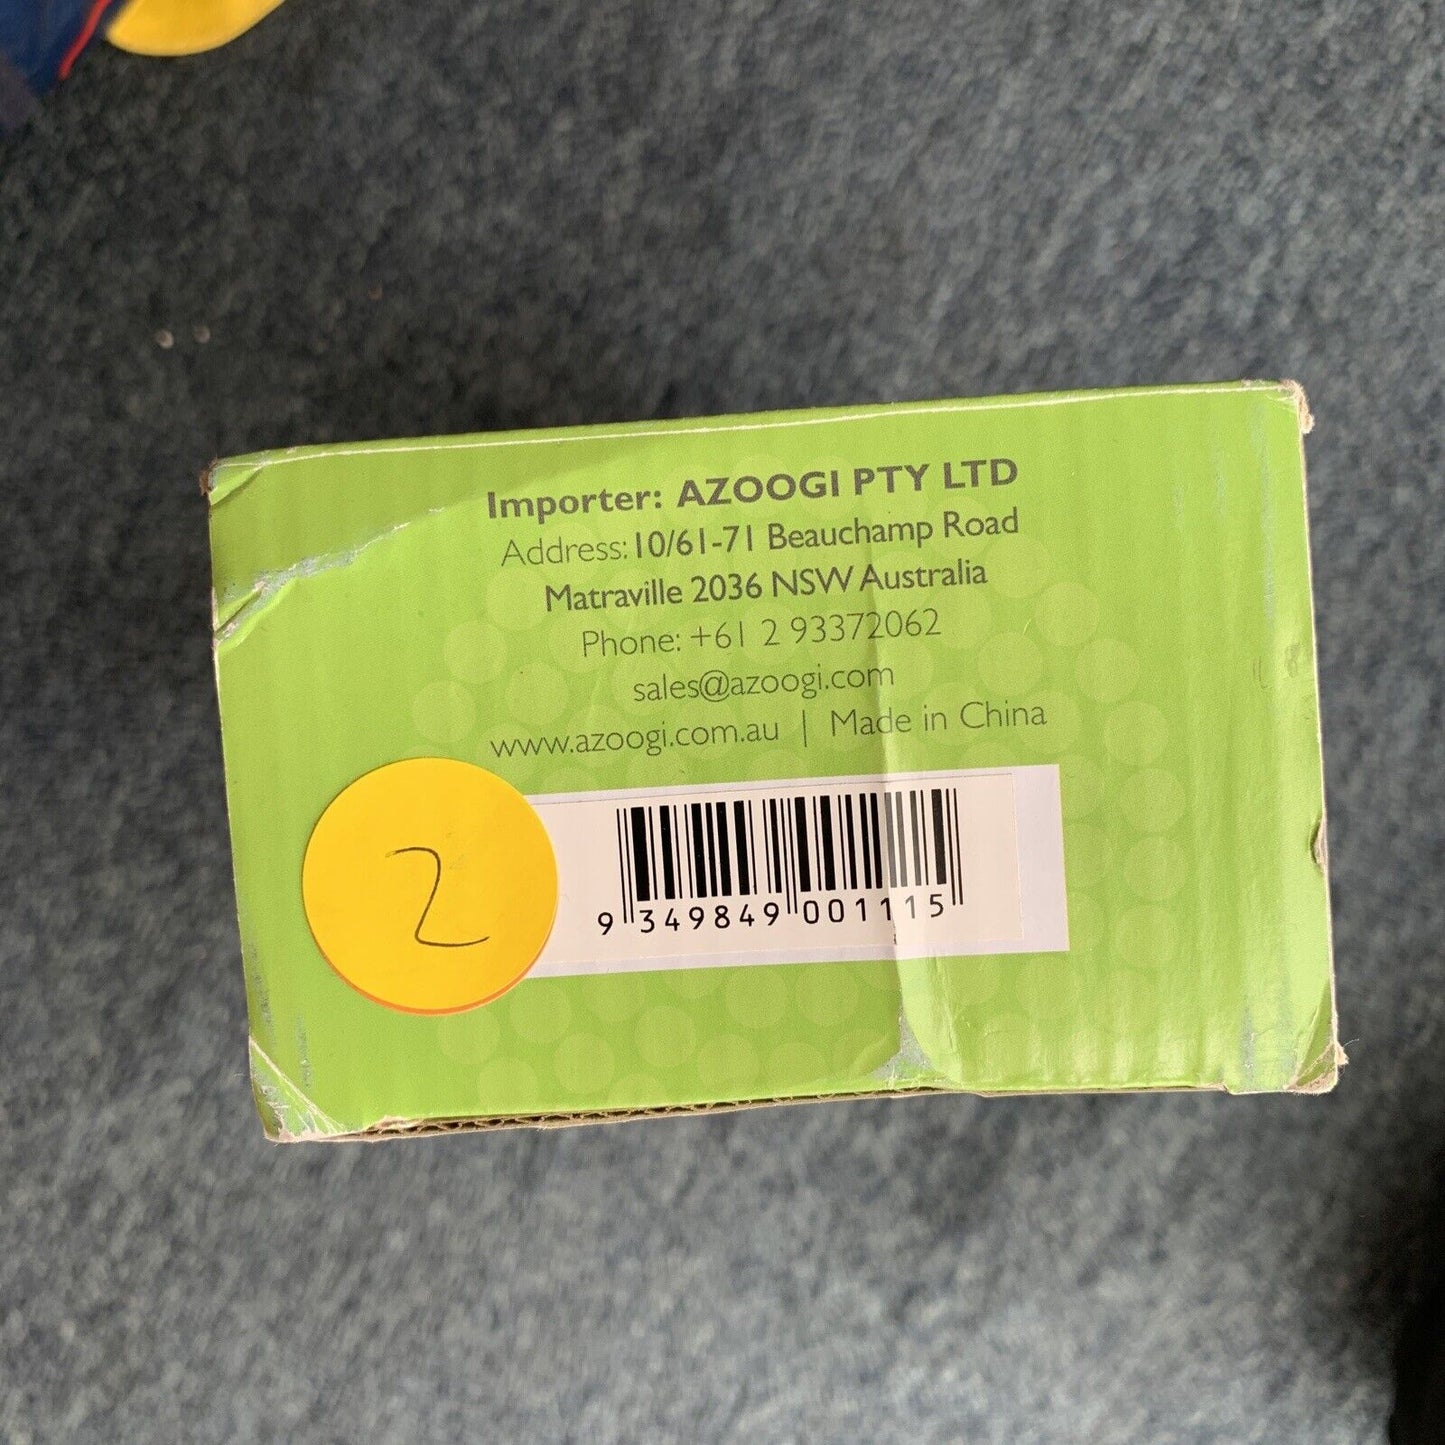 Importer: AZOOGI PTY LTD
Address: 10/61-71 Beauchamp Road
Matraville 2036 NSW Australia
Phone: +61 2 93372062
sales@azoogi.com
www.azoogi.com.au | Made in China
2
9 349849 001115